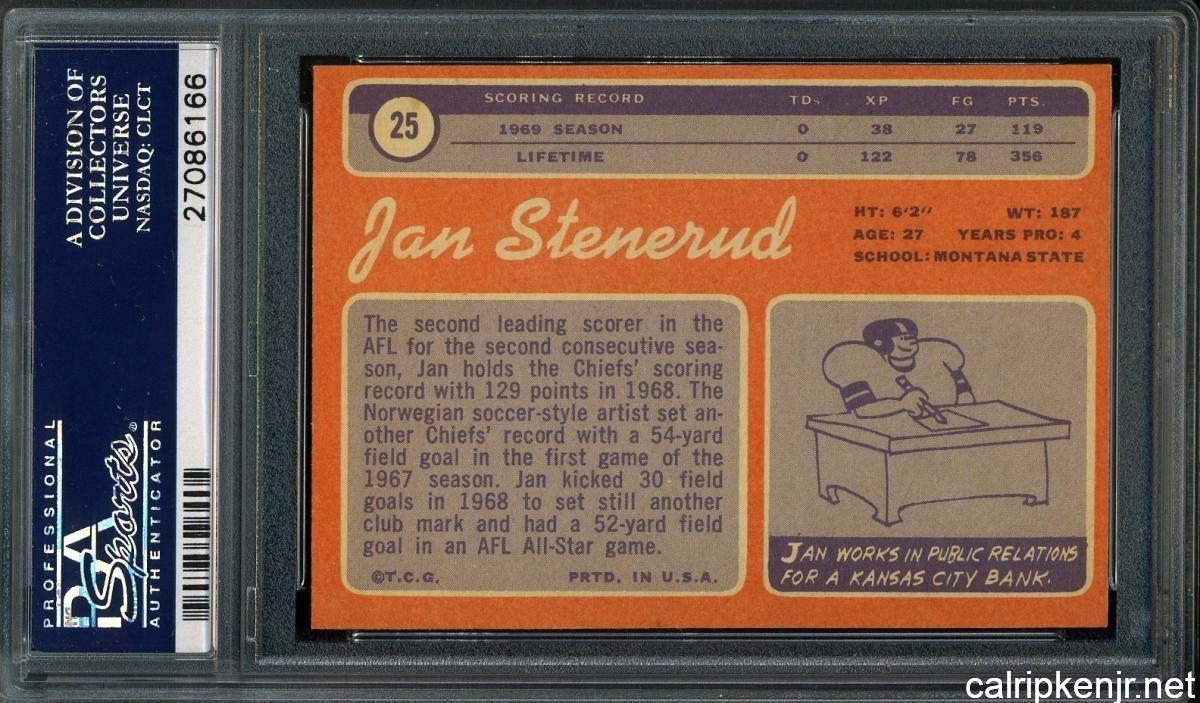 A DIVISION OF
COLLECTORS
UNIVERSE
NASDAQ: CLCT
27086166
PROFESSIONAL
PSA
Sports®
AUTHENTICATOR
25
SCORING RECORD TDs XP FG PTS.
1969 SEASON 0 38 27 119
LIFETIME 0 122 78 356
Jan Stenerud
HT: 6'2" WT: 187
AGE: 27 YEARS PRO: 4
SCHOOL: MONTANA STATE
The second leading scorer in the
AFL for the second consecutive sea-
son, Jan holds the Chiefs' scoring
record with 129 points in 1968. The
Norwegian soccer-style artist set an-
other Chiefs' record with a 54-yard
field goal in the first game of the
1967 season. Jan kicked 30 field
goals in 1968 to set still another
club mark and had a 52-yard field
goal in an AFL All-Star game.
©T.C.G. PRTD. IN U.S.A.
JAN WORKS IN PUBLIC RELATIONS
FOR A KANSAS CITY BANK.
calripkenjr.net